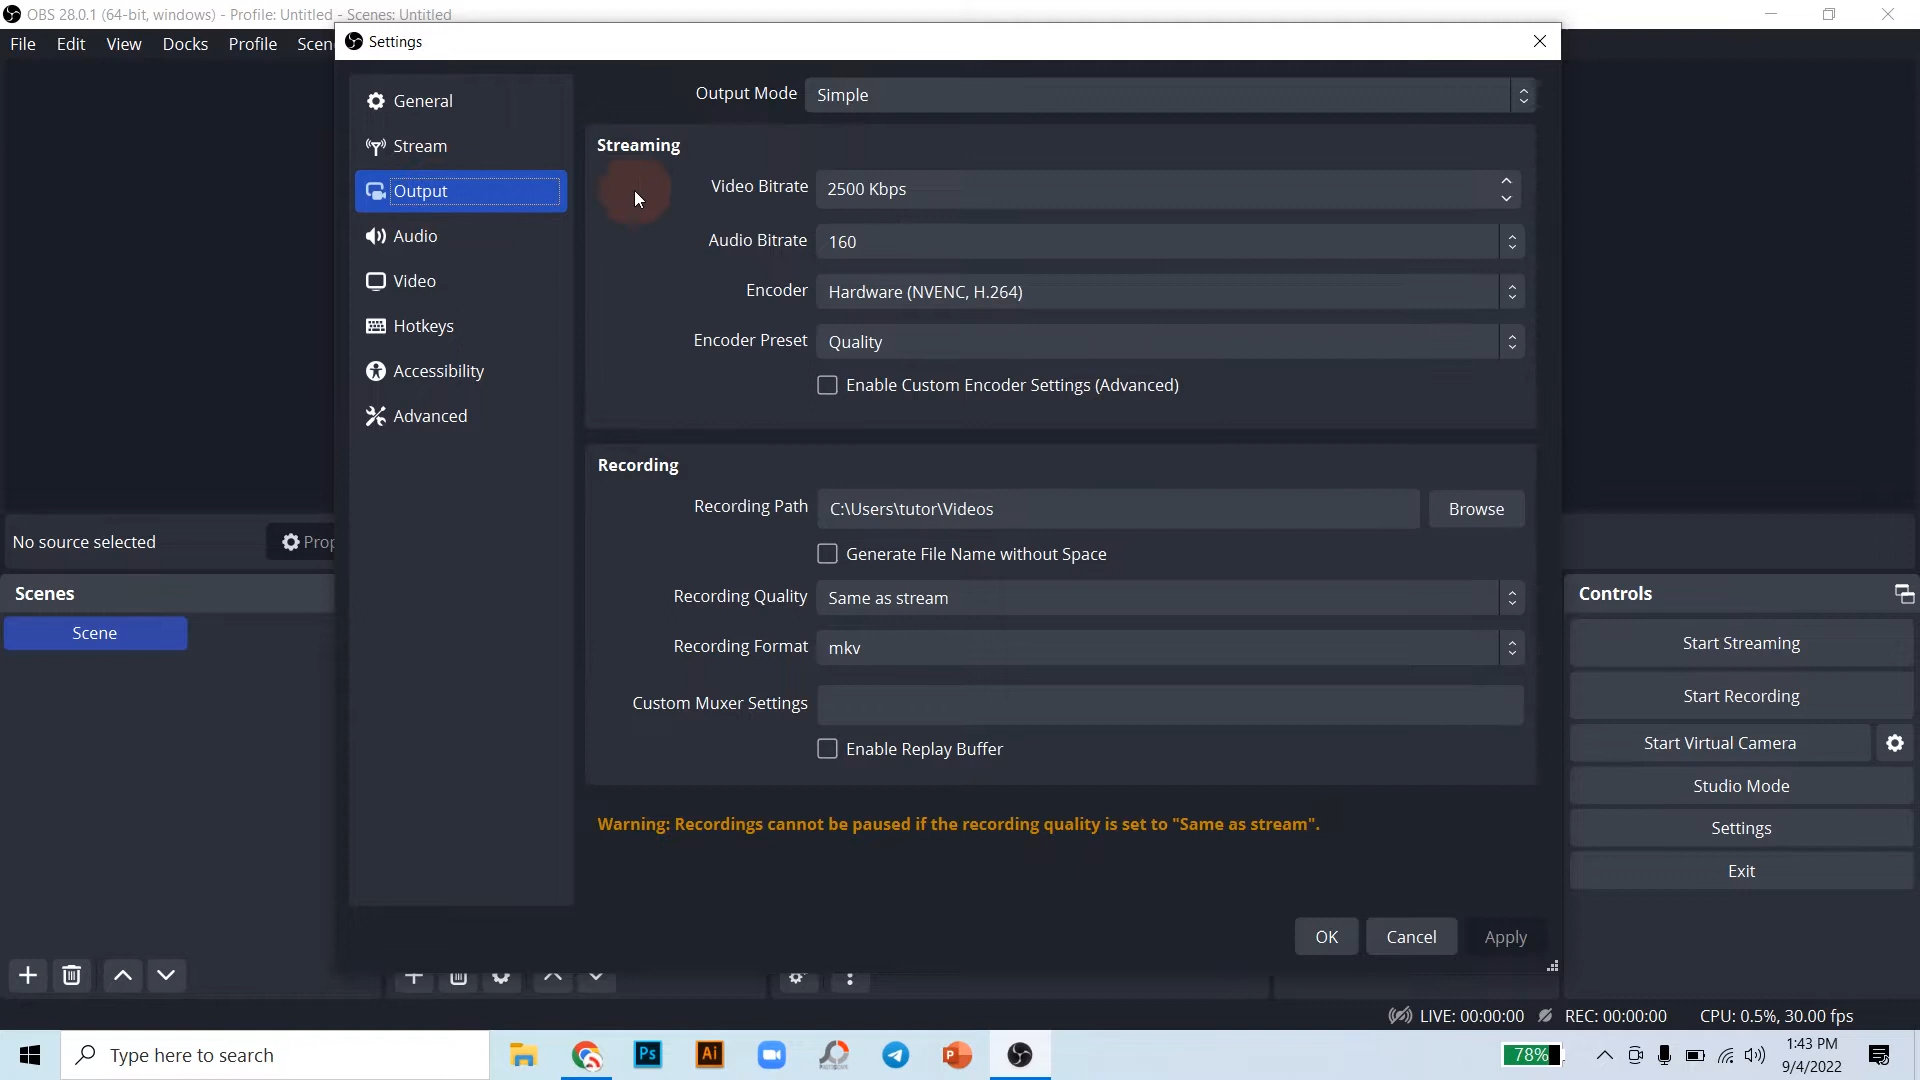 OBS 28.0.1 (64-bit, windows) - Profile: Untitled - Scenes: Untitled
File Edit View Docks Profile Scen
Settings
General
Stream
Output
Audio
Video
Hotkeys
Accessibility
Advanced
Output Mode Simple
Streaming
Video Bitrate 2500 Kbps
Audio Bitrate 160
Encoder Hardware (NVENC, H.264)
Encoder Preset Quality
Enable Custom Encoder Settings (Advanced)
Recording
Recording Path C:\Users\tutor\Videos Browse
Generate File Name without Space
Recording Quality Same as stream
Recording Format mkv
Custom Muxer Settings
Enable Replay Buffer
Warning: Recordings cannot be paused if the recording quality is set to "Same as stream".
OK Cancel Apply
No source selected Prop
Scenes
Scene
Controls
Start Streaming
Start Recording
Start Virtual Camera
Studio Mode
Settings
Exit
LIVE: 00:00:00 REC: 00:00:00 CPU: 0.5%, 30.00 fps
Type here to search
Ps
Ai
78%
1:43 PM
9/4/2022